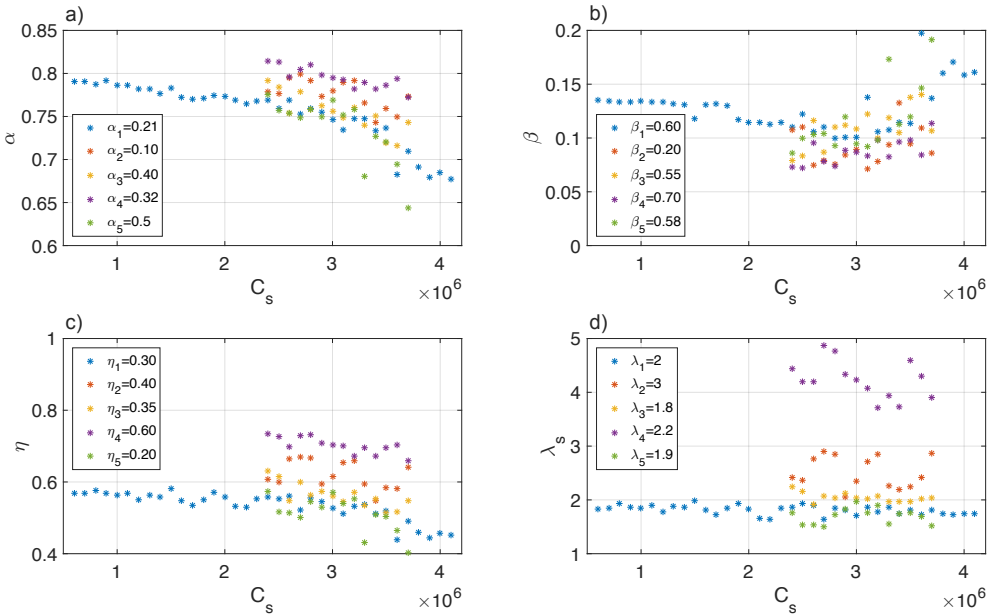 a)
0.85
0.8
0.75
0.7
0.65
0.6
α
α1=0.21
α2=0.10
α3=0.40
α4=0.32
α5=0.5
1 2 3 4
Cs
×10^6
b)
0.2
0.15
0.1
0.05
0
β
β1=0.60
β2=0.20
β3=0.55
β4=0.70
β5=0.58
1 2 3 4
Cs
×10^6
c)
1
0.8
0.6
0.4
η
η1=0.30
η2=0.40
η3=0.35
η4=0.60
η5=0.20
1 2 3 4
Cs
×10^6
d)
5
4
3
2
1
λs
λ1=2
λ2=3
λ3=1.8
λ4=2.2
λ5=1.9
1 2 3 4
Cs
×10^6